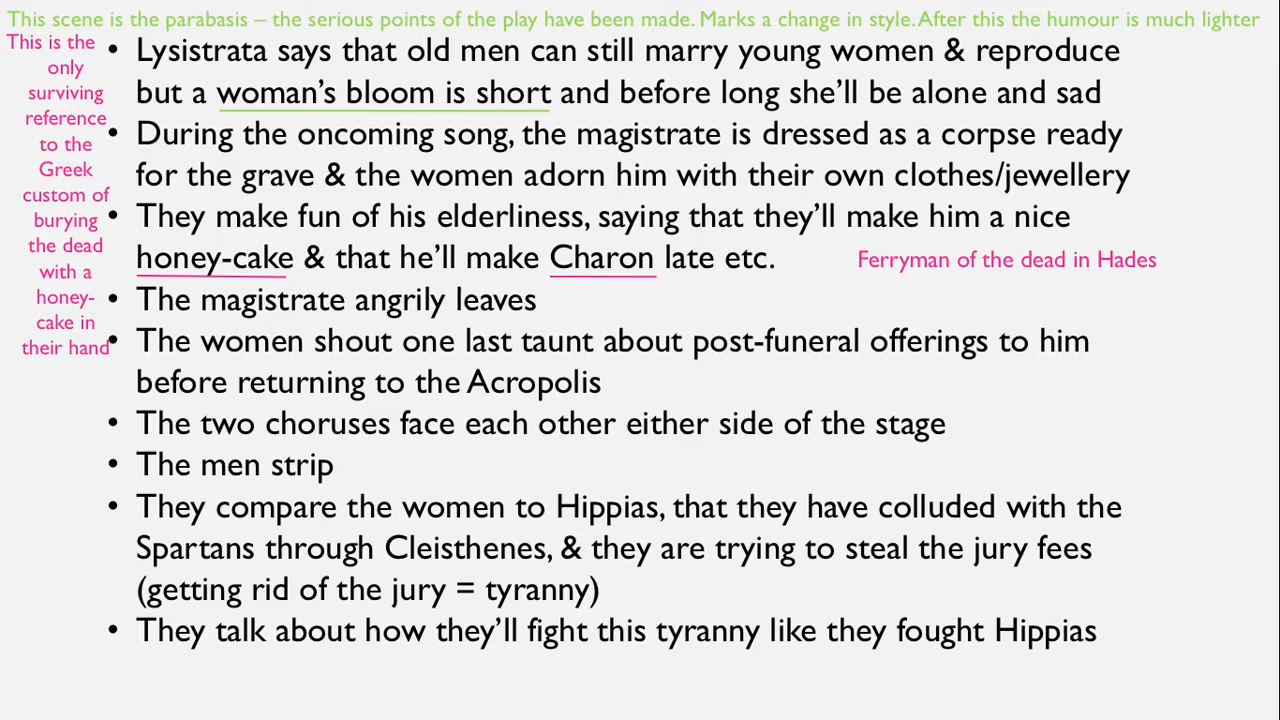 This scene is the parabasis – the serious points of the play have been made. Marks a change in style. After this the humour is much lighter
This is the
only
surviving
reference
to the
Greek
custom of
burying
the dead
with a
honey-
cake in
their hand
• Lysistrata says that old men can still marry young women & reproduce
but a woman's bloom is short and before long she'll be alone and sad
• During the oncoming song, the magistrate is dressed as a corpse ready
for the grave & the women adorn him with their own clothes/jewellery
• They make fun of his elderliness, saying that they'll make him a nice
honey-cake & that he'll make Charon late etc.
Ferryman of the dead in Hades
• The magistrate angrily leaves
• The women shout one last taunt about post-funeral offerings to him
before returning to the Acropolis
• The two choruses face each other either side of the stage
• The men strip
• They compare the women to Hippias, that they have colluded with the
Spartans through Cleisthenes, & they are trying to steal the jury fees
(getting rid of the jury = tyranny)
• They talk about how they'll fight this tyranny like they fought Hippias